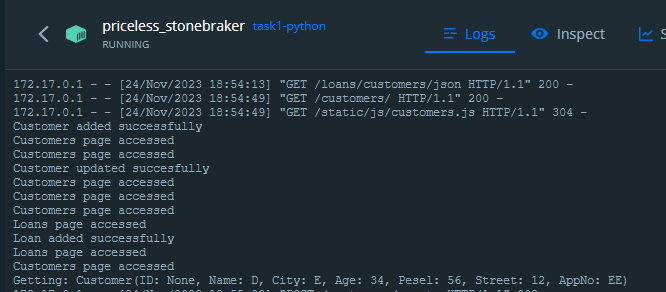 priceless_stonebraker task1-python
RUNNING
Logs Inspect
172.17.0.1 - - [24/Nov/2023 18:54:13] "GET /loans/customers/json HTTP/1.1" 200 -
172.17.0.1 - - [24/Nov/2023 18:54:49] "GET /customers/ HTTP/1.1" 200 -
172.17.0.1 - - [24/Nov/2023 18:54:49] "GET /static/js/customers.js HTTP/1.1" 304 -
Customer added successfully
Customers page accessed
Customers page accessed
Customer updated succesfully
Customers page accessed
Customers page accessed
Customers page accessed
Loans page accessed
Loan added successfully
Loans page accessed
Customers page accessed
Getting: Customer(ID: None, Name: D, City: E, Age: 34, Pesel: 56, Street: 12, AppNo: EE)